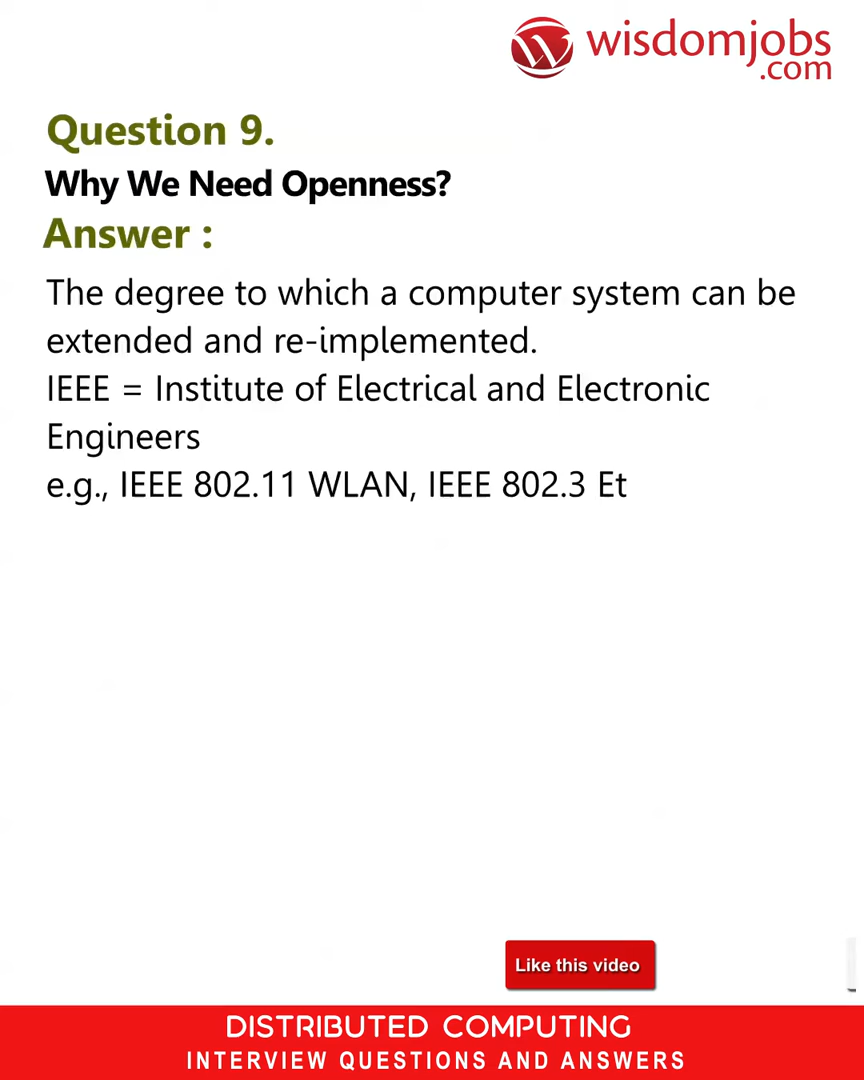 wisdomjobs
.com
Question 9.
Why We Need Openness?
Answer :
The degree to which a computer system can be
extended and re-implemented.
IEEE = Institute of Electrical and Electronic
Engineers
e.g., IEEE 802.11 WLAN, IEEE 802.3 Et
Like this video
DISTRIBUTED COMPUTING
INTERVIEW QUESTIONS AND ANSWERS